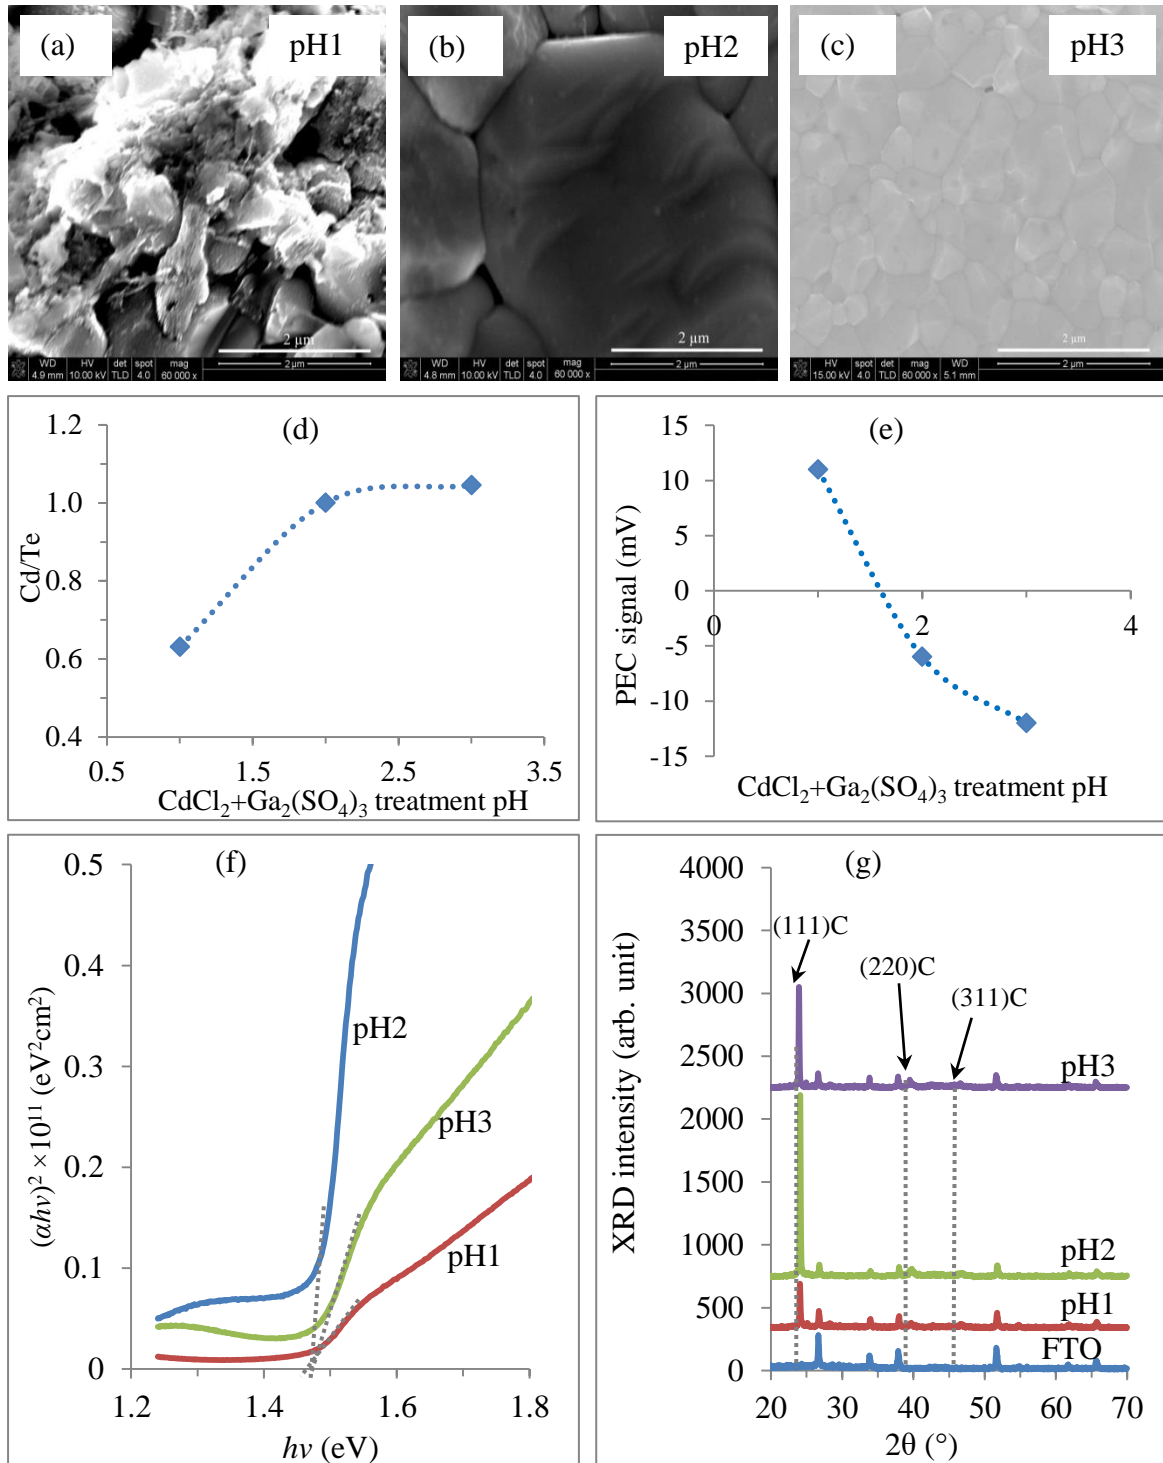 (a) pH1
2 µm
WD HV det spot mag
4.9 mm 10.00 kV TLD 4.0 60 000 x 2 µm
(b) pH2
2 µm
WD HV det spot mag
4.8 mm 10.00 kV TLD 4.0 60 000 x 2 µm
(c) pH3
2 µm
HV spot det mag WD
15.00 kV 4.0 TLD 60 000 x 5.1 mm 2 µm
(d)
Cd/Te
1.2
1.0
0.8
0.6
0.4
0.5 1.5 2.5 3.5
CdCl₂+Ga₂(SO₄)₃ treatment pH
(e)
PEC signal (mV)
15
10
5
0
-5
-10
-15
0 2 4
CdCl₂+Ga₂(SO₄)₃ treatment pH
(f)
(αhν)² ×10¹¹ (eV²cm²)
0.5
0.4
0.3
0.2
0.1
0
pH2
pH3
pH1
1.2 1.4 1.6 1.8
hν (eV)
(g)
XRD intensity (arb. unit)
4000
3500
3000
2500
2000
1500
1000
500
0
(111)C
(220)C
(311)C
pH3
pH2
pH1
FTO
20 30 40 50 60 70
2θ (°)